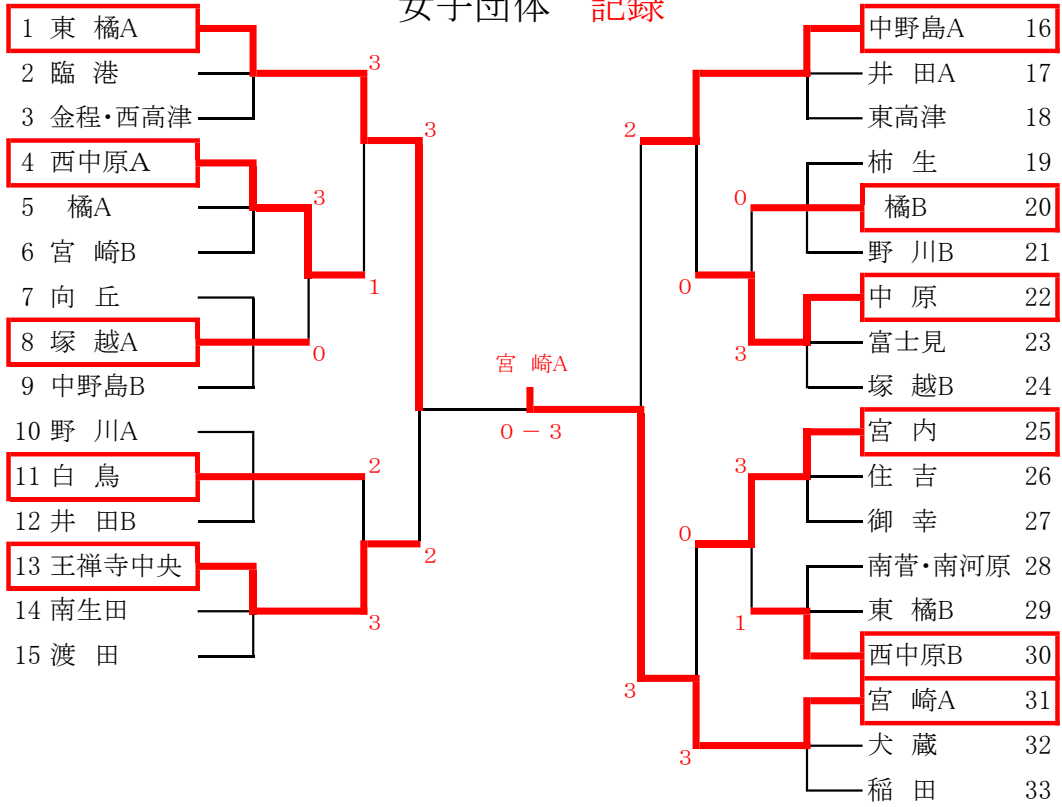 女子団体 記録
1 東 橘A
2 臨 港
3 金程・西高津
4 西中原A
5 橘A
6 宮 崎B
7 向 丘
8 塚 越A
9 中野島B
10 野 川A
11 白 鳥
12 井 田B
13 王禅寺中央
14 南生田
15 渡 田
3
3
3
1
0
2
2
3
宮 崎A
0 － 3
2
0
0
3
3
0
1
3
3
中野島A 16
井 田A 17
東高津 18
柿 生 19
橘B 20
野 川B 21
中 原 22
富士見 23
塚 越B 24
宮 内 25
住 吉 26
御 幸 27
南菅・南河原 28
東 橘B 29
西中原B 30
宮 崎A 31
犬 蔵 32
稲 田 33